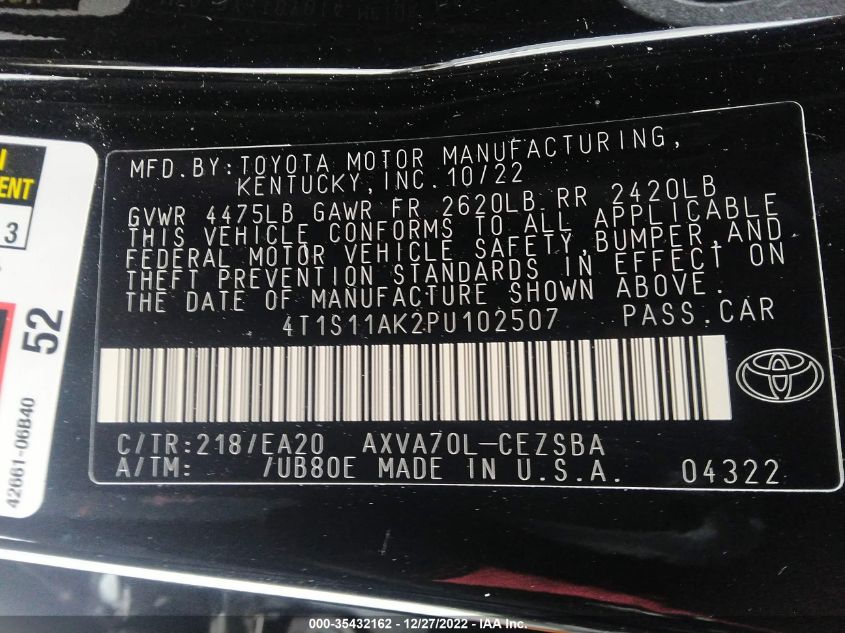 MFD.BY:TOYOTA MOTOR MANUFACTURING,
KENTUCKY,INC.10/22
GVWR 4475LB GAWR FR 2620LB RR 2420LB
THIS VEHICLE CONFORMS TO ALL APPLICABLE
FEDERAL MOTOR VEHICLE SAFETY,BUMPER,AND
THEFT PREVENTION STANDARDS IN EFFECT ON
THE DATE OF MANUFACTURE SHOWN ABOVE.
4T1S11AK2PU102507 PASS.CAR
C/TR:218/EA20 AXVA70L-CEZSBA
A/TM: /UB80E MADE IN U.S.A. 04322
3
52
42661-06B40
000-35432162 - 12/27/2022 - IAA Inc.